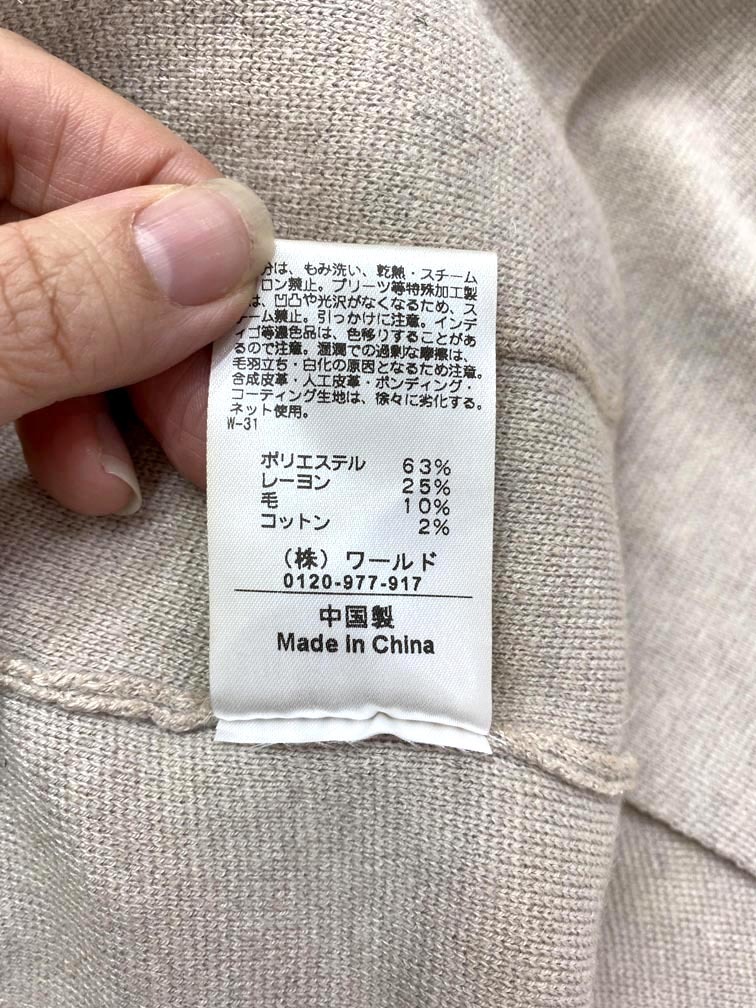 分は、もみ洗い、乾熱・スチーム
ロン禁止。プリーツ等特殊加工製
は、凹凸や光沢がなくなるため、ス
ーム禁止。引っかけに注意。インデ
ィゴ等濃色品は、色移りすることがあ
るので注意。湿潤での過剰な摩擦は、
毛羽立ち・白化の原因となるため注意。
合成皮革・人工皮革・ボンディング・
コーティング生地は、徐々に劣化する。
ネット使用。
W-31
ポリエステル 63%
レーヨン 25%
毛 10%
コットン 2%
(株) ワールド
0120-977-917
中国製
Made in China